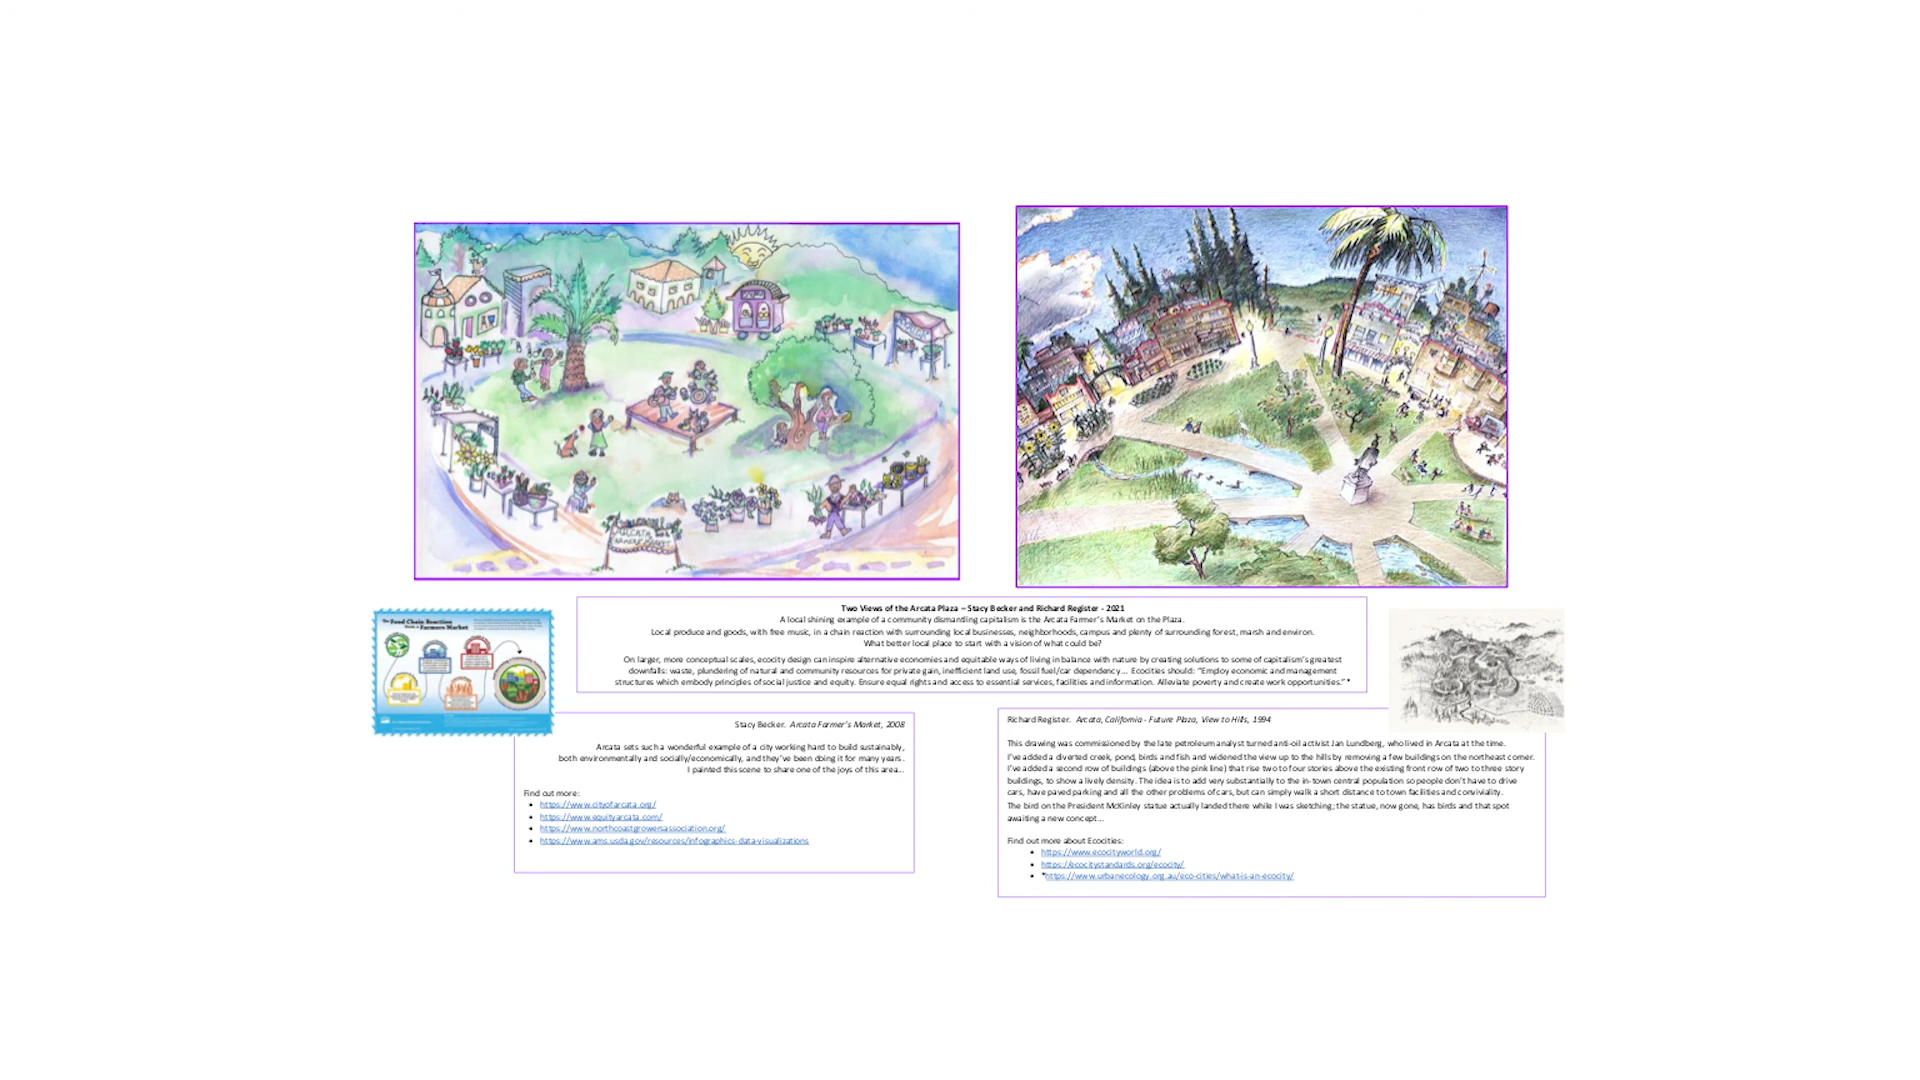 ARCATA
FARMERS MARKET
The Food Chain Reaction
Farmers Market
Two Views of the Arcata Plaza – Stacy Becker and Richard Register - 2021
A local shining example of a community dismantling capitalism is the Arcata Farmer's Market on the Plaza.
Local produce and goods, with free music, in a chain reaction with surrounding local businesses, neighborhoods, campus and plenty of surrounding forest, marsh and environ.
What better local place to start with a vision of what could be?
On larger, more conceptual scales, ecocity design can inspire alternative economies and equitable ways of living in balance with nature by creating solutions to some of capitalism's greatest
downfalls: waste, plundering of natural and community resources for private gain, inefficient land use, fossil fuel/car dependency... Ecocities should: "Employ economic and management
structures which embody principles of social justice and equity. Ensure equal rights and access to essential services, facilities and information. Alleviate poverty and create work opportunities." *
Stacy Becker. Arcata Farmer's Market, 2008
Arcata sets such a wonderful example of a city working hard to build sustainably,
both environmentally and socially/economically, and they've been doing it for many years.
I painted this scene to share one of the joys of this area...
Find out more:
• https://www.cityofarcata.org/
• https://www.equityarcata.com/
• https://www.northcoastgrowersassociation.org/
• https://www.ams.usda.gov/resources/infographics-data-visualizations
Richard Register. Arcata, California - Future Plaza, View to Hills, 1994
This drawing was commissioned by the late petroleum analyst turned anti-oil activist Jan Lundberg, who lived in Arcata at the time.
I've added a diverted creek, pond, birds and fish and widened the view up to the hills by removing a few buildings on the northeast corner.
I've added a second row of buildings (above the pink line) that rise two to four stories above the existing front row of two to three story
buildings, to show a lively density. The idea is to add very substantially to the in-town central population so people don't have to drive
cars, have paved parking and all the other problems of cars, but can simply walk a short distance to town facilities and conviviality.
The bird on the President McKinley statue actually landed there while I was sketching; the statue, now gone, has birds and that spot
awaiting a new concept...
Find out more about Ecocities:
• https://www.ecocityworld.org/
• https://ecocitystandards.org/ecocity/
• *https://www.urbanecology.org.au/eco-cities/what-is-an-ecocity/